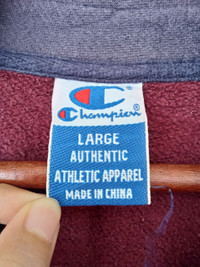 Champion
LARGE
AUTHENTIC
ATHLETIC APPAREL
MADE IN CHINA